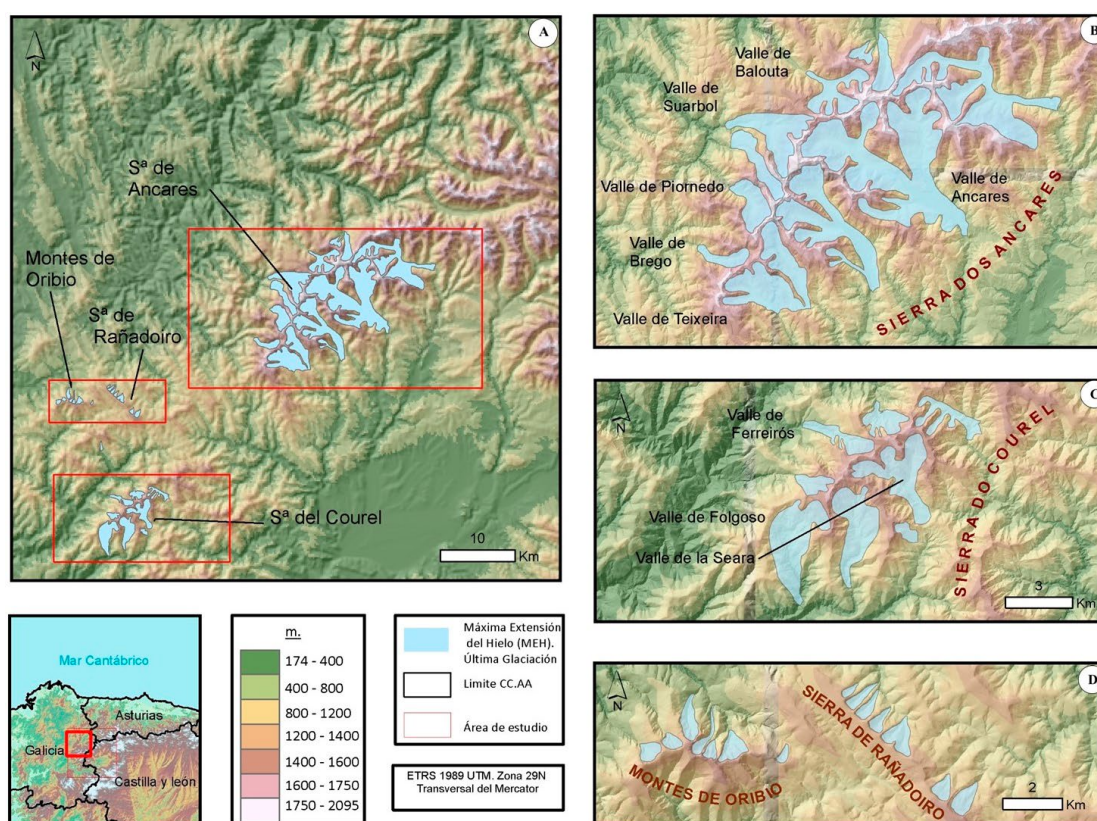 A
N
Sª de
Ancares
Montes de
Oribio
Sª de
Rañadoiro
Sª del Courel
10
Km
B
Valle de
Balouta
Valle de
Suarbol
Valle de Piornedo
Valle de
Ancares
Valle de
Brego
Valle de Teixeira
SIERRA DOS ANCARES
C
N
Valle de
Ferreirós
Valle de Folgoso
Valle de la Seara
SIERRA DO COUREL
3
Km
D
N
MONTES DE ORIBIO
SIERRA DE RAÑADOIRO
2
Km
Mar Cantábrico
Asturias
Galicia
Castilla y león
m.
174 - 400
400 - 800
800 - 1200
1200 - 1400
1400 - 1600
1600 - 1750
1750 - 2095
Máxima Extensión
del Hielo (MEH).
Última Glaciación
Limite CC.AA
Área de estudio
ETRS 1989 UTM. Zona 29N
Transversal del Mercator